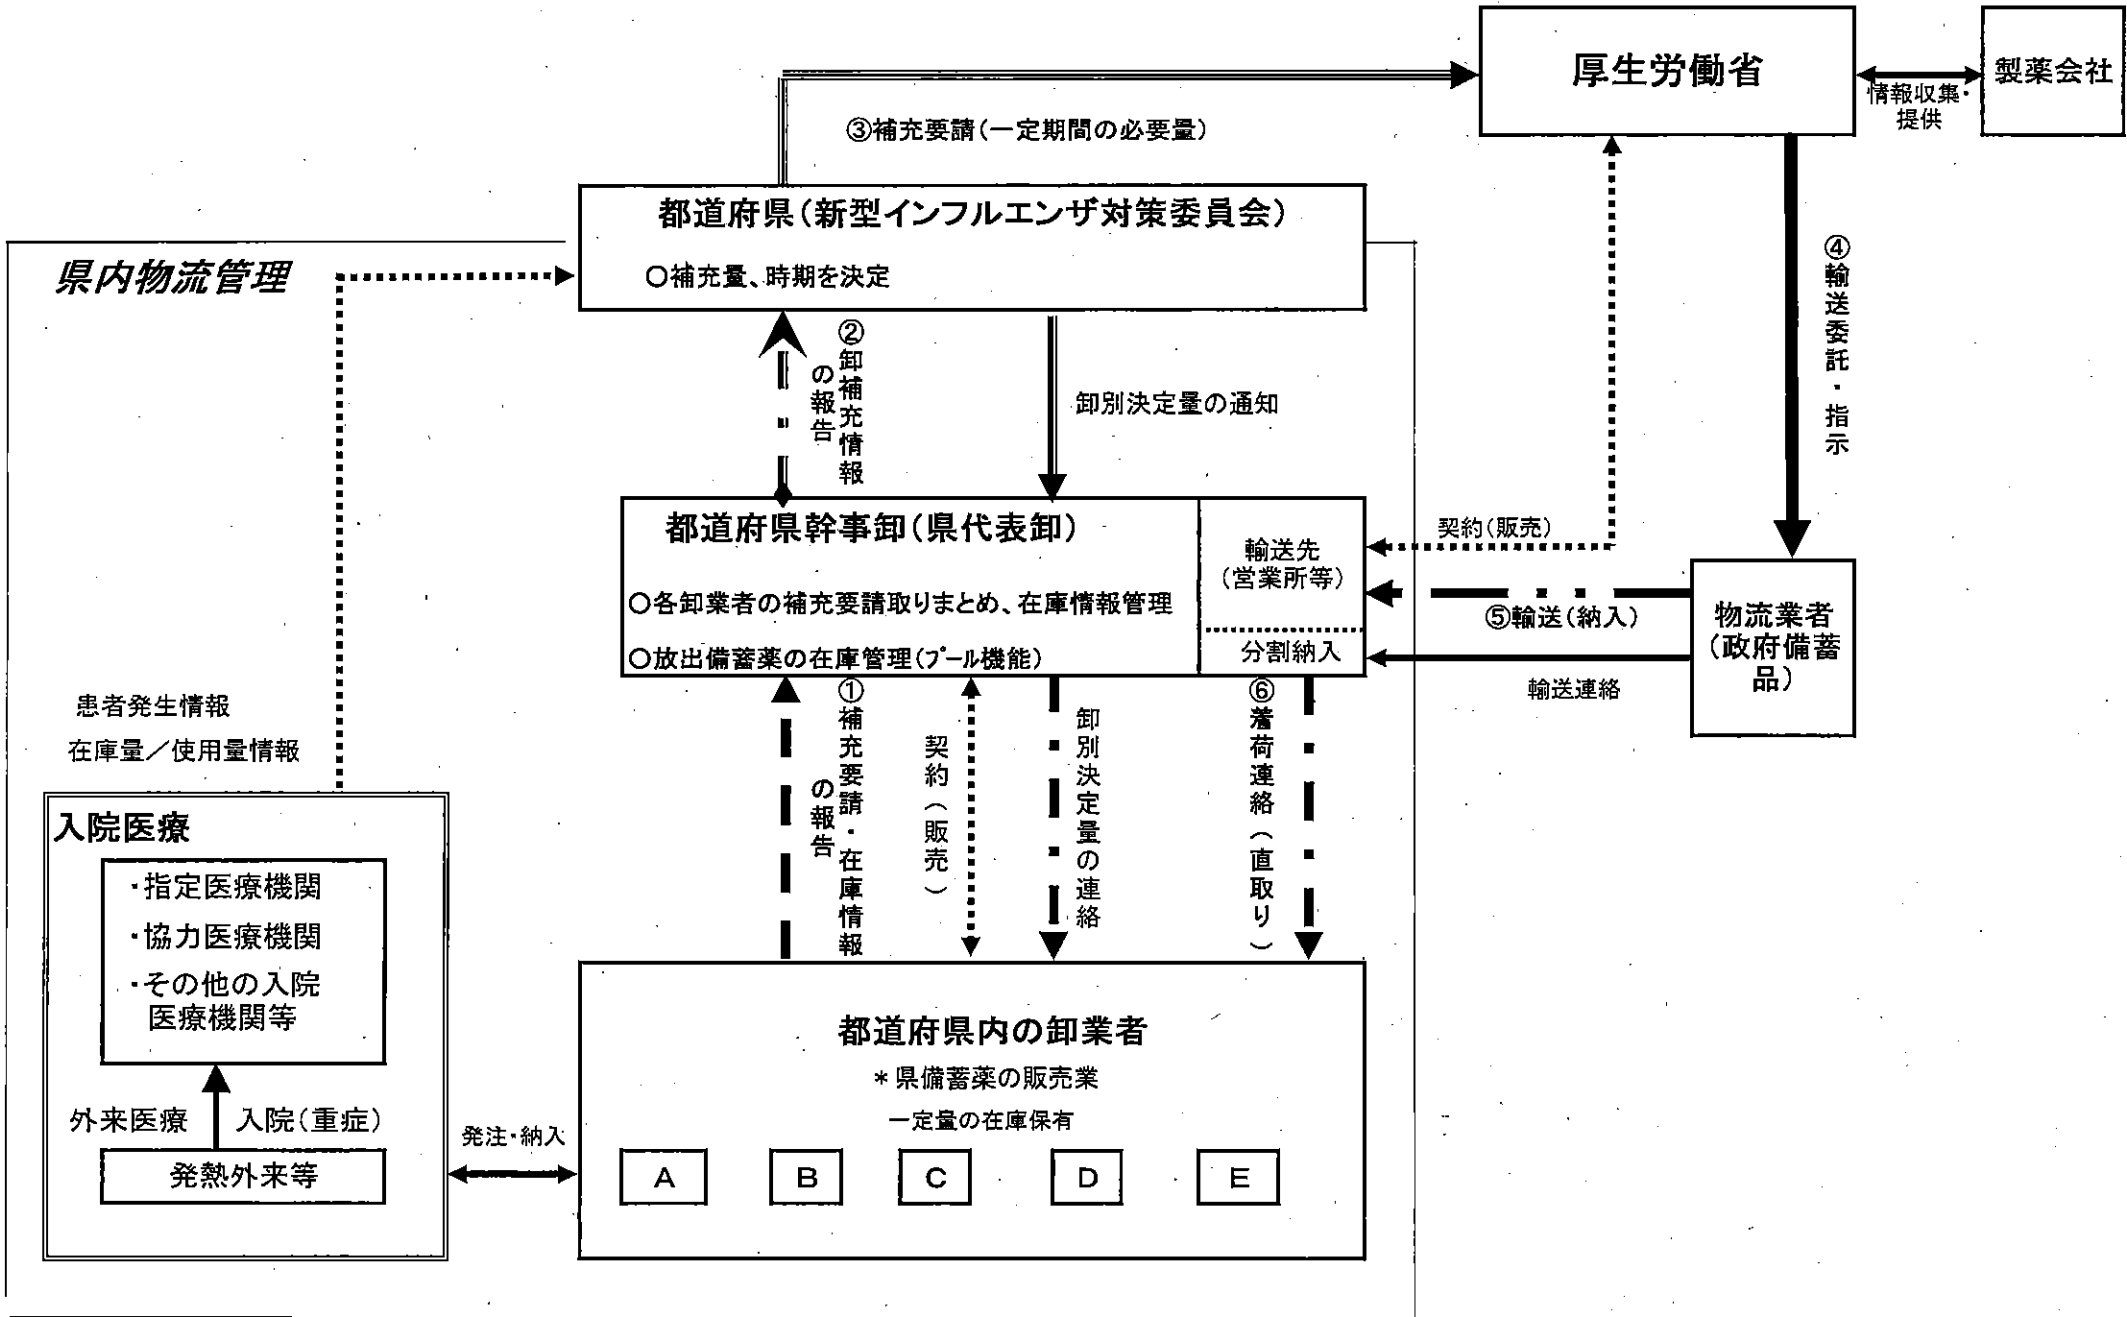 厚生労働省
製薬会社
情報収集・
提供
③補充要請(一定期間の必要量)
都道府県(新型インフルエンザ対策委員会)
○補充量、時期を決定
県内物流管理
④輸送委託・指示
②卸補充情報
の報告
卸別決定量の通知
都道府県幹事卸(県代表卸)
○各卸業者の補充要請取りまとめ、在庫情報管理
○放出備蓄薬の在庫管理(プール機能)
輸送先
(営業所等)
分割納入
契約(販売)
⑤輸送(納入)
輸送連絡
物流業者
(政府備蓄
品)
患者発生情報
在庫量/使用量情報
①補充要請・在庫情報
の報告
契約(販売)
卸別決定量の連絡
⑥着荷連絡(直取り)
入院医療
・指定医療機関
・協力医療機関
・その他の入院
医療機関等
外来医療
入院(重症)
発熱外来等
発注・納入
都道府県内の卸業者
*県備蓄薬の販売業
一定量の在庫保有
A
B
C
D
E